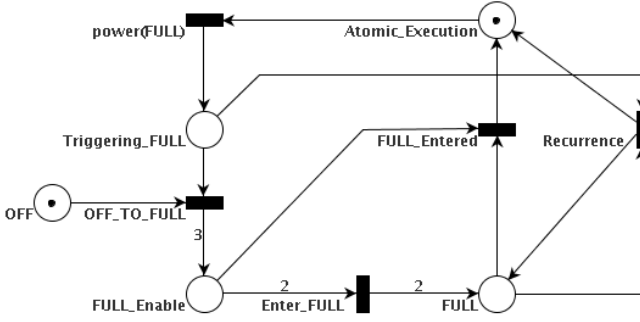 power(FULL)
Atomic_Execution
Triggering_FULL
FULL_Entered
Recurrence
OFF
OFF_TO_FULL
3
2
2
FULL_Enable
Enter_FULL
FULL